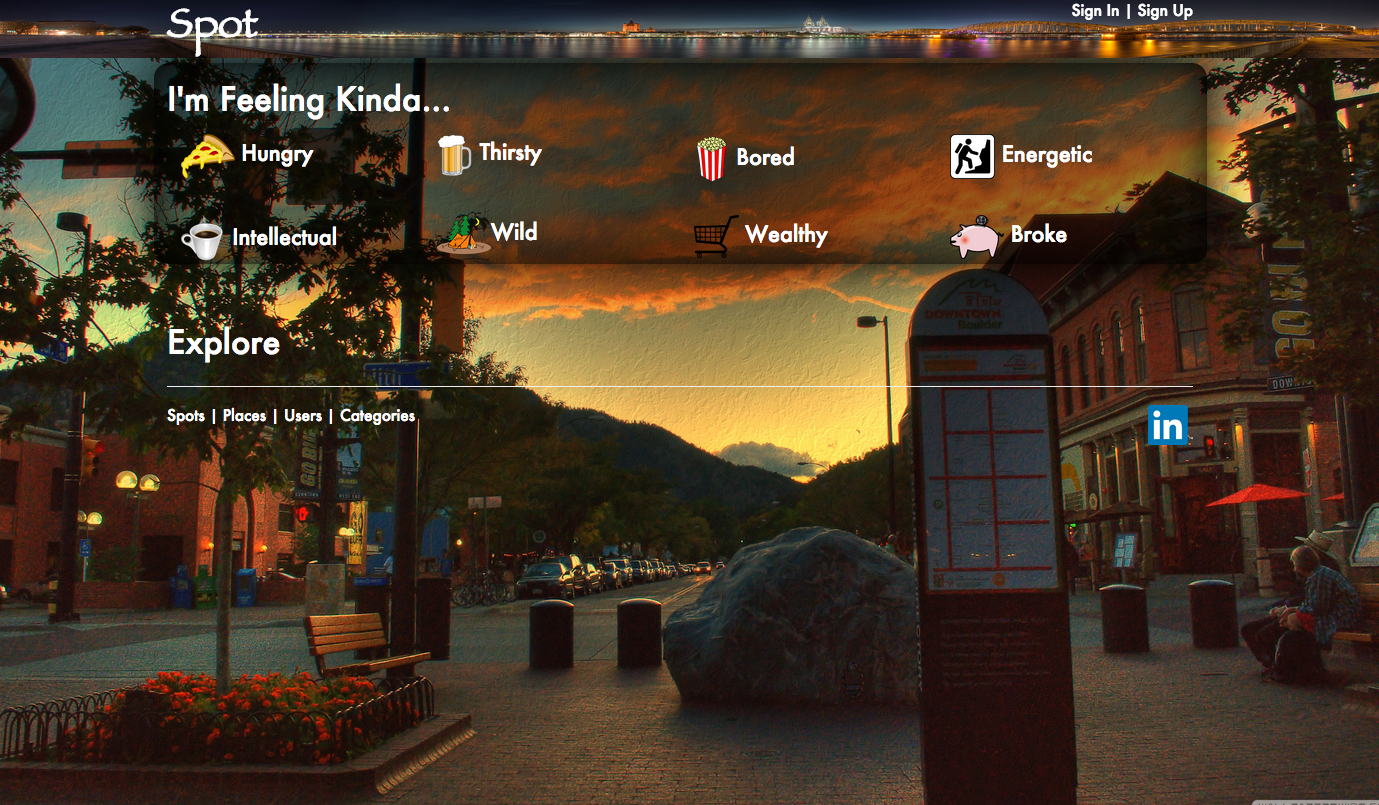 Spot
Sign In | Sign Up
I'm Feeling Kinda...
Hungry
Thirsty
Bored
Energetic
Intellectual
Wild
Wealthy
Broke
Explore
Spots | Places | Users | Categories
in
DOWNTOWN
Boulder